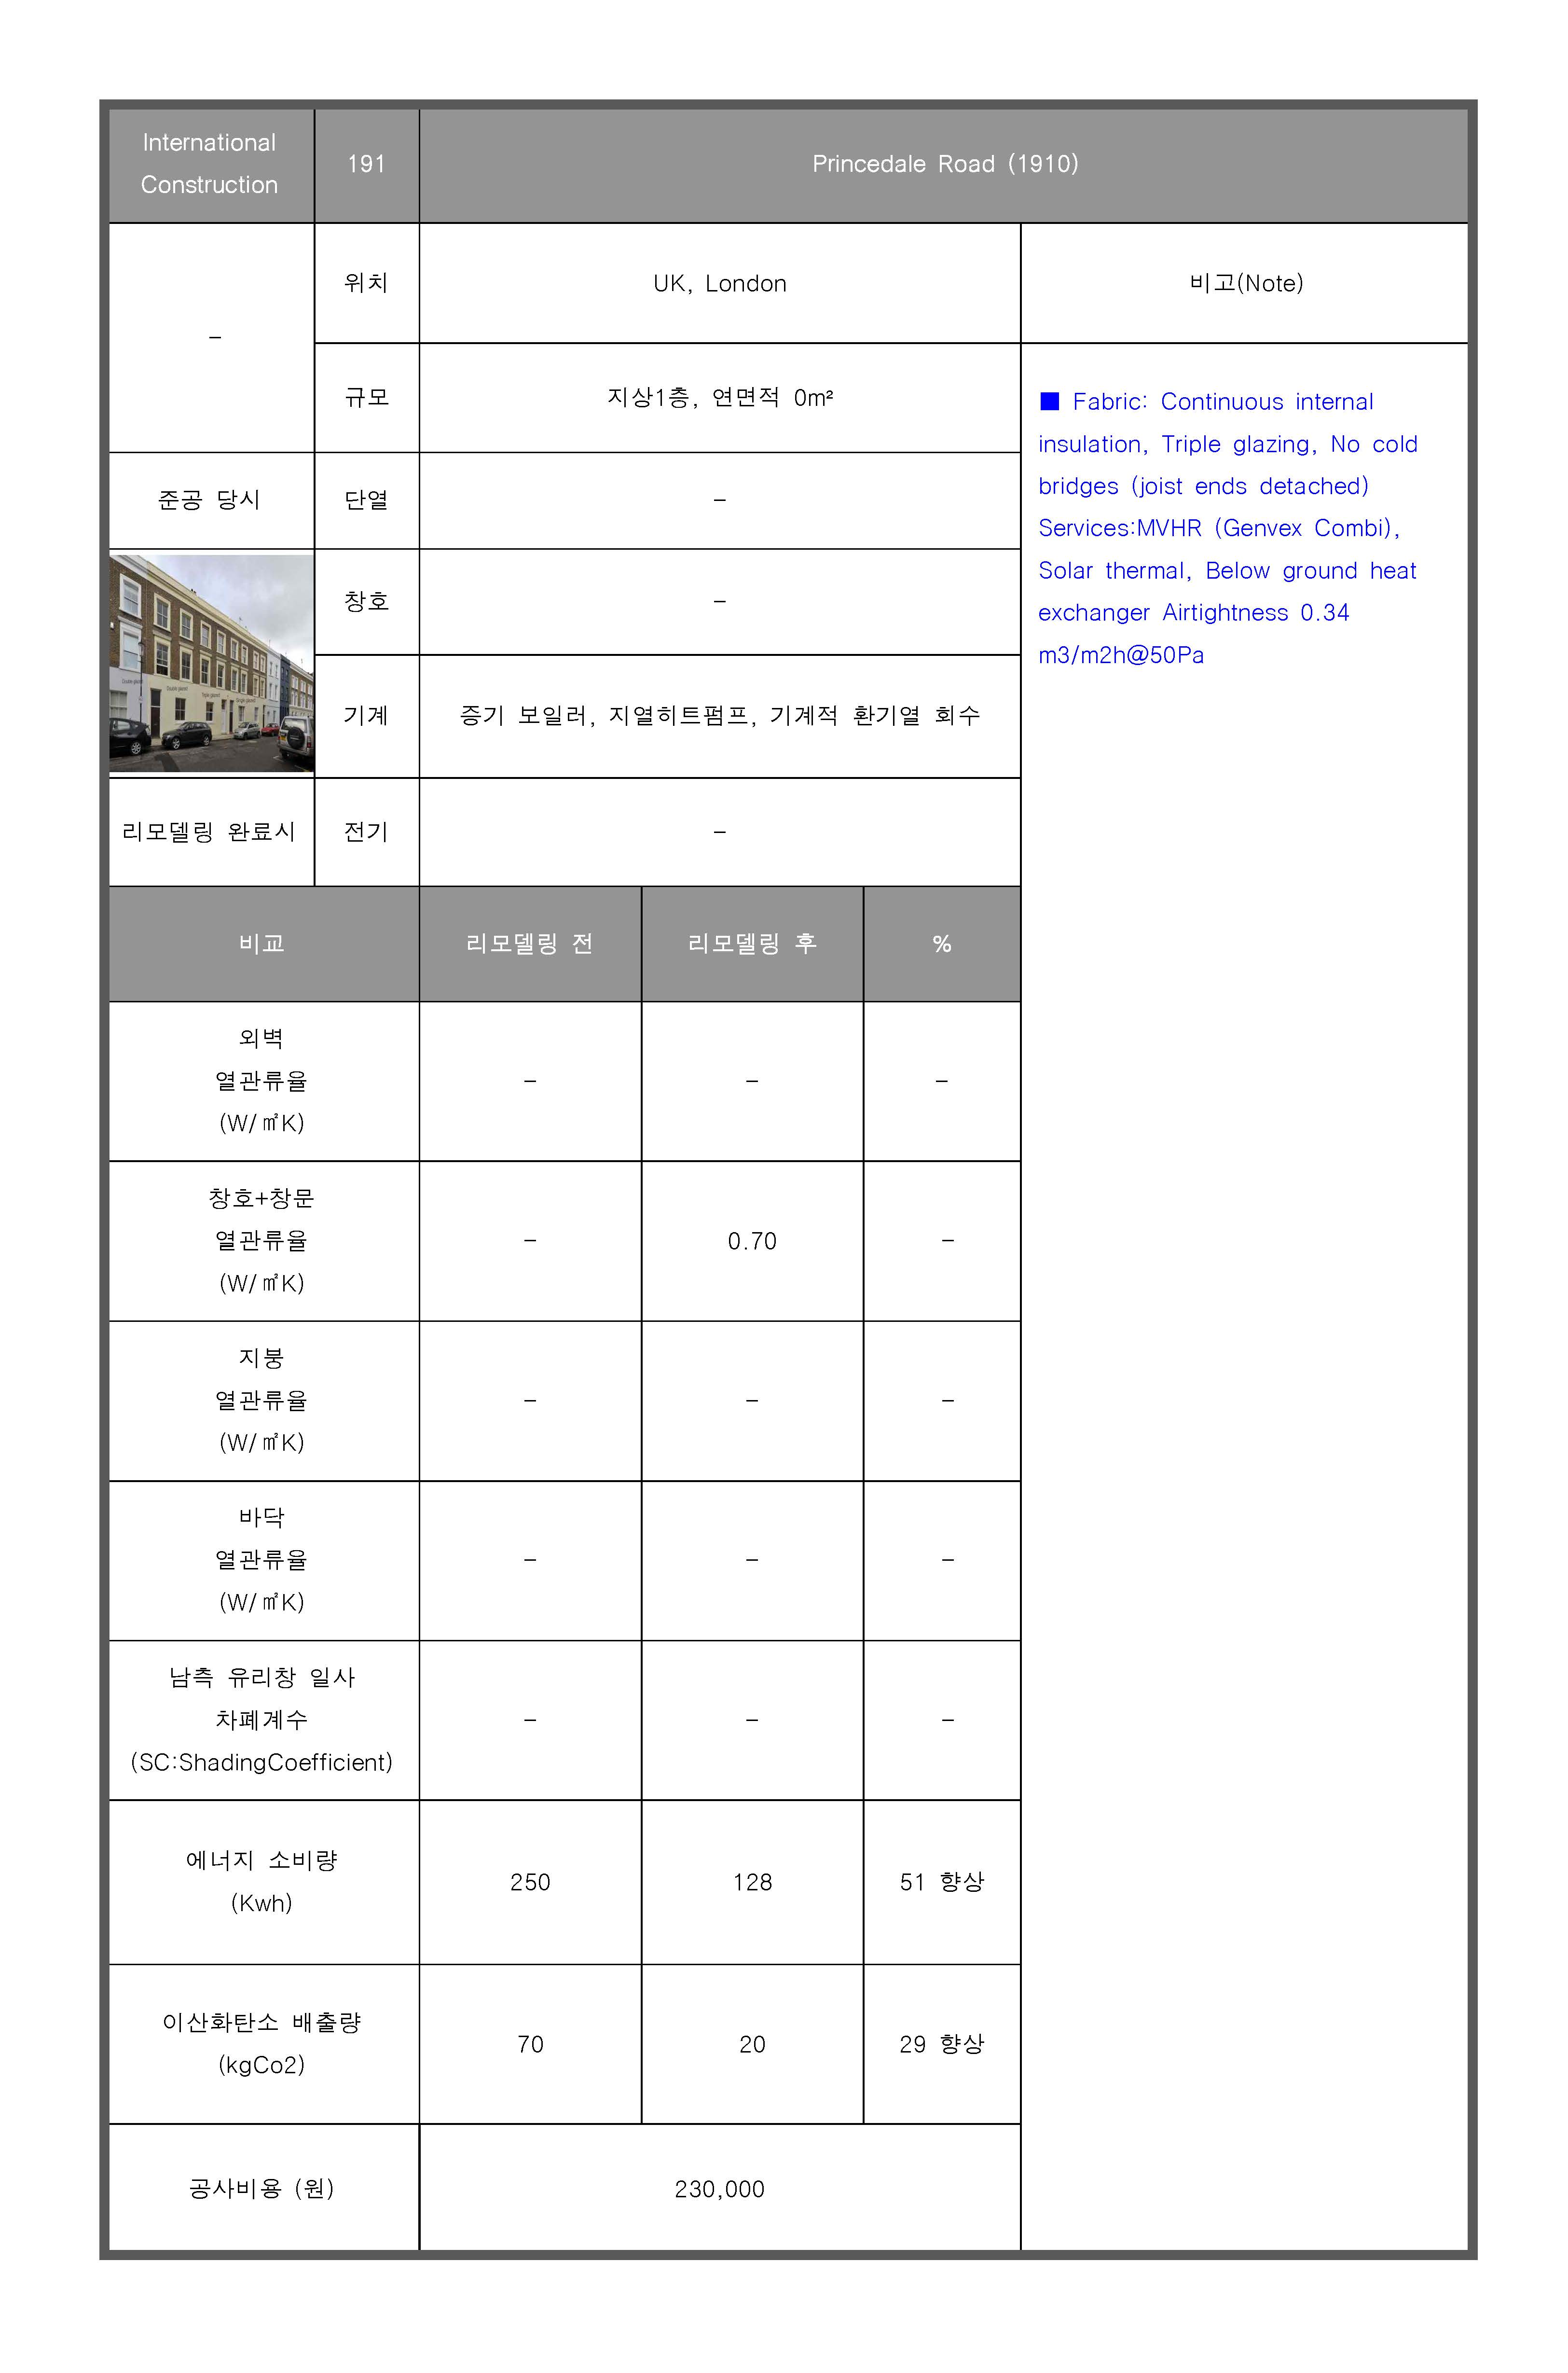 International
Construction
191
Princedale Road (1910)
-
위치
UK, London
비고(Note)
규모
지상1층, 연면적 0m²
■ Fabric: Continuous internal
insulation, Triple glazing, No cold
bridges (joist ends detached)
Services:MVHR (Genvex Combi),
Solar thermal, Below ground heat
exchanger Airtightness 0.34
m3/m2h@50Pa
준공 당시
단열
-
창호
-
기계
증기 보일러, 지열히트펌프, 기계적 환기열 회수
리모델링 완료시
전기
-
비교
리모델링 전
리모델링 후
%
외벽
열관류율
(W/㎡K)
-
-
-
창호+창문
열관류율
(W/㎡K)
-
0.70
-
지붕
열관류율
(W/㎡K)
-
-
-
바닥
열관류율
(W/㎡K)
-
-
-
남측 유리창 일사
차폐계수
(SC:ShadingCoefficient)
-
-
-
에너지 소비량
(Kwh)
250
128
51 향상
이산화탄소 배출량
(kgCo2)
70
20
29 향상
공사비용 (원)
230,000